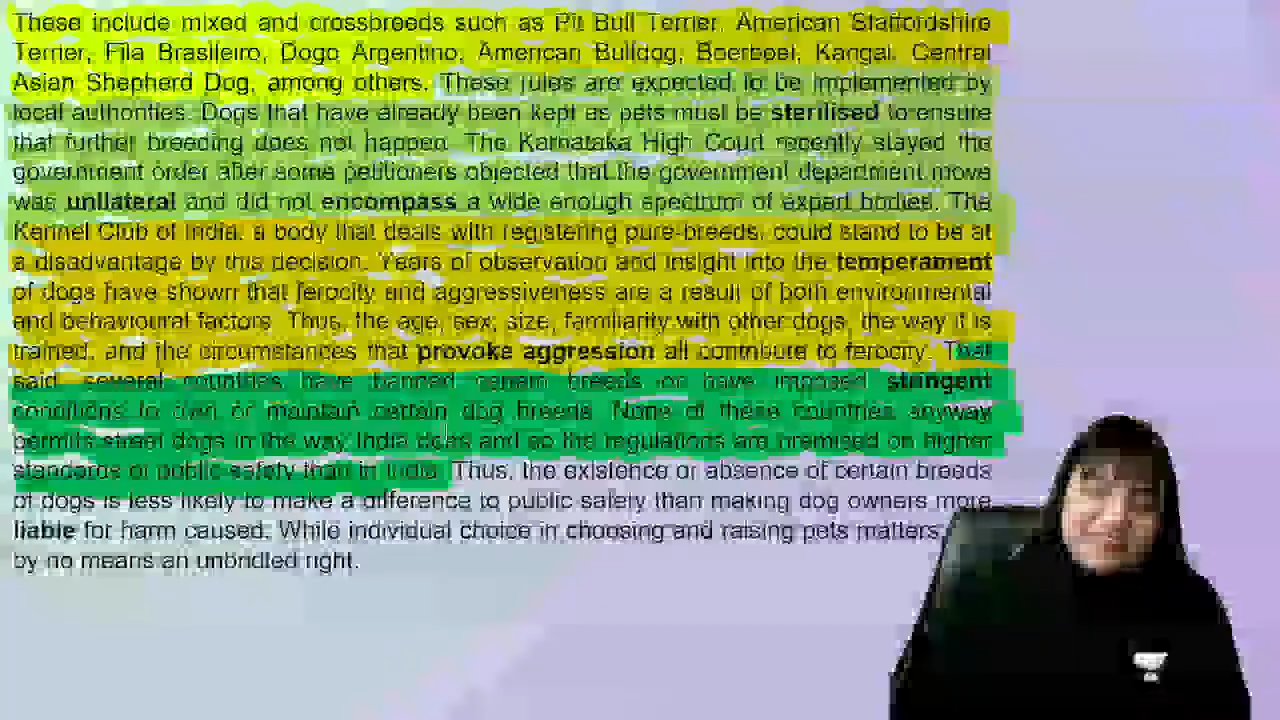 These include mixed and crossbreeds such as Pit Bull Terrier, American Staffordshire
Terrier, Fila Brasileiro, Dogo Argentino, American Bulldog, Boerboel, Kangal, Central
Asian Shepherd Dog, among others. These rules are expected to be implemented by
local authorities. Dogs that have already been kept as pets must be sterilised to ensure
that further breeding does not happen. The Karnataka High Court recently stayed the
government order after some petitioners objected that the government department move
was unilateral and did not encompass a wide enough spectrum of expert bodies. The
Kennel Club of India, a body that deals with registering pure-breeds, could stand to be at
a disadvantage by this decision. Years of observation and insight into the temperament
of dogs have shown that ferocity and aggressiveness are a result of both environmental
and behavioural factors. Thus, the age, sex, size, familiarity with other dogs, the way it is
trained, and the circumstances that provoke aggression all contribute to ferocity. That
said, several countries have banned certain breeds or have imposed stringent
conditions to own or maintain certain dog breeds. None of these countries anyway
permits street dogs in the way India does and so the regulations are premised on higher
standards of public safety than in India. Thus, the existence or absence of certain breeds
of dogs is less likely to make a difference to public safety than making dog owners more
liable for harm caused. While individual choice in choosing and raising pets matters,
by no means an unbridled right.